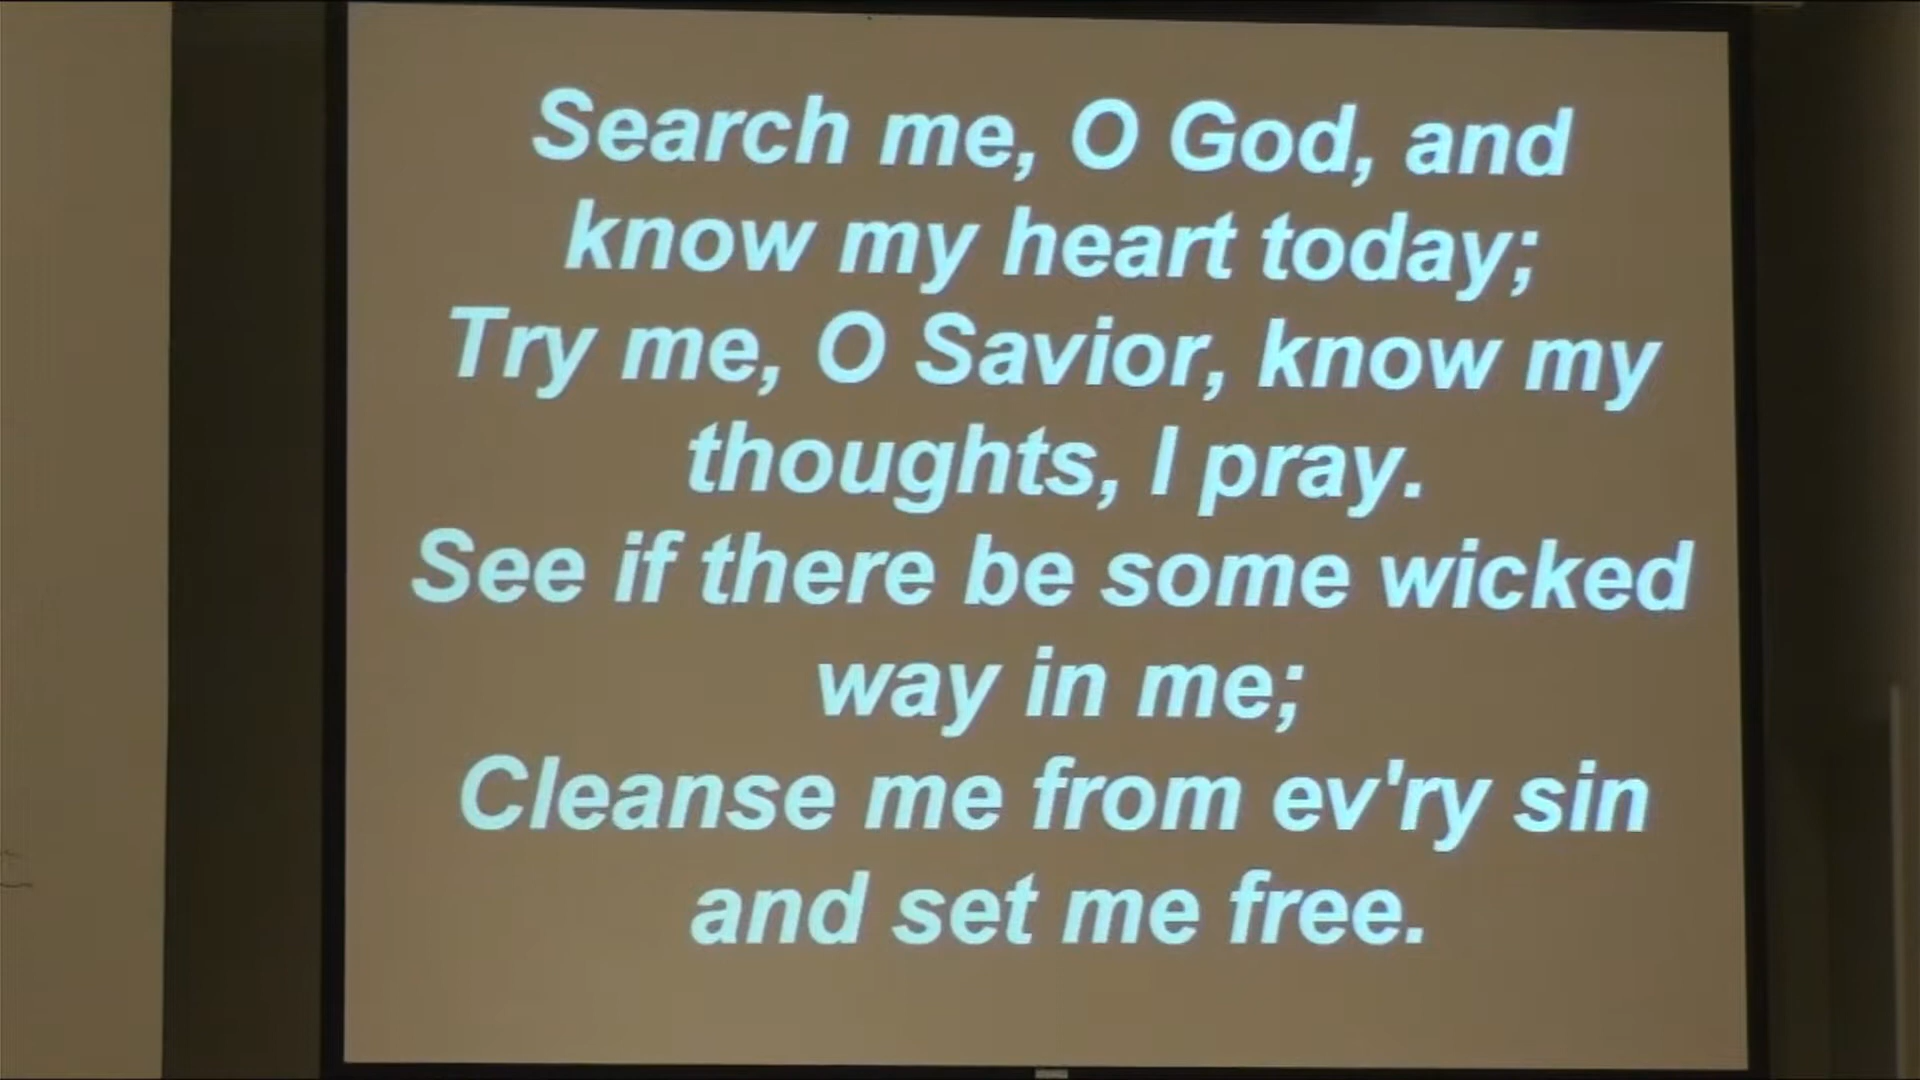 Search me, O God, and
know my heart today;
Try me, O Savior, know my
thoughts, I pray.
See if there be some wicked
way in me;
Cleanse me from ev'ry sin
and set me free.